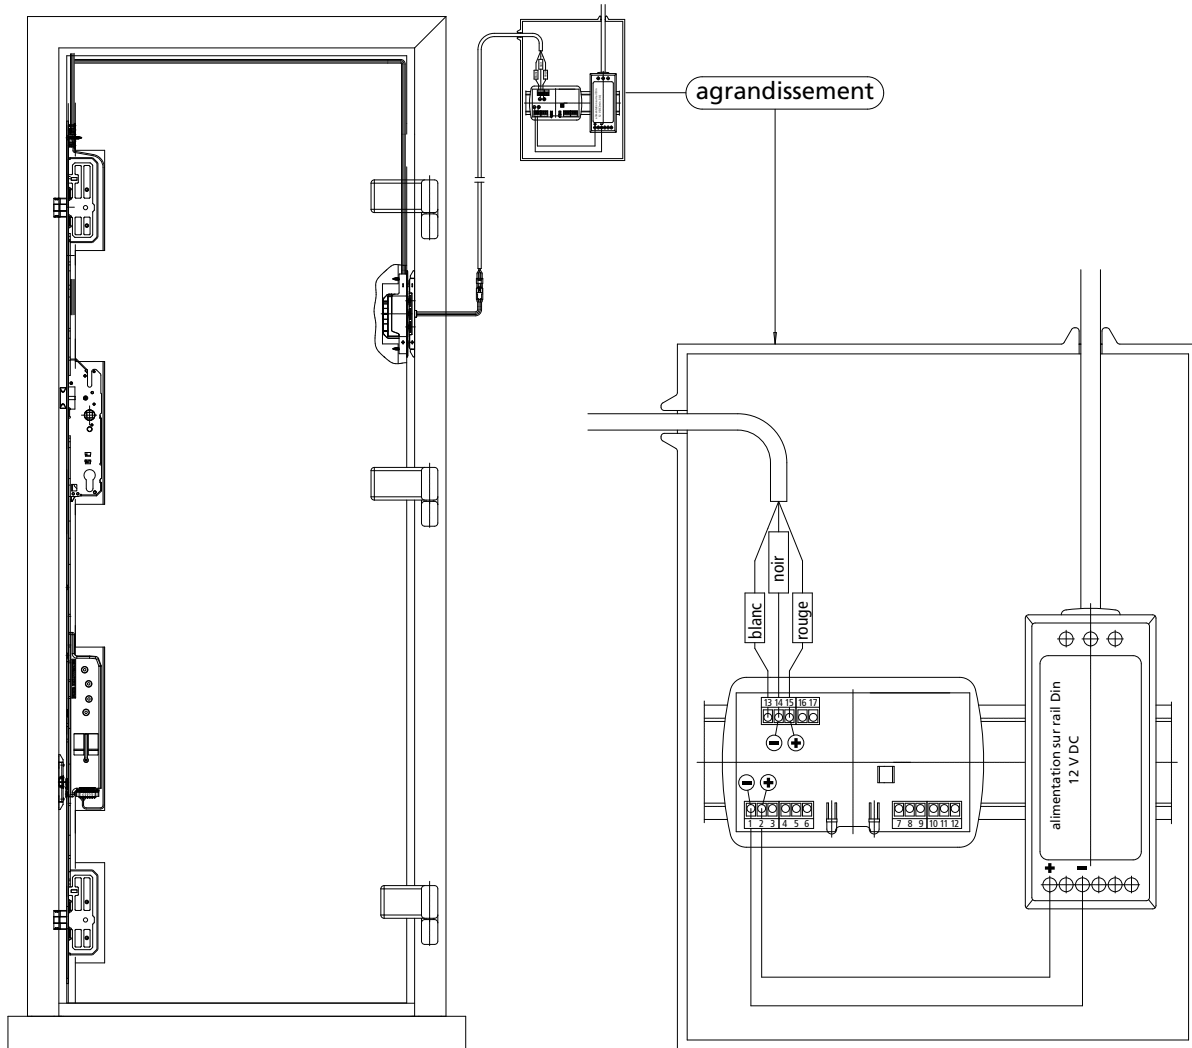 agrandissement
noir
blanc
rouge
13 14 15 16 17
alimentation sur rail Din
12 V DC
1 2 3 4 5 6
7 8 9 10 11 12